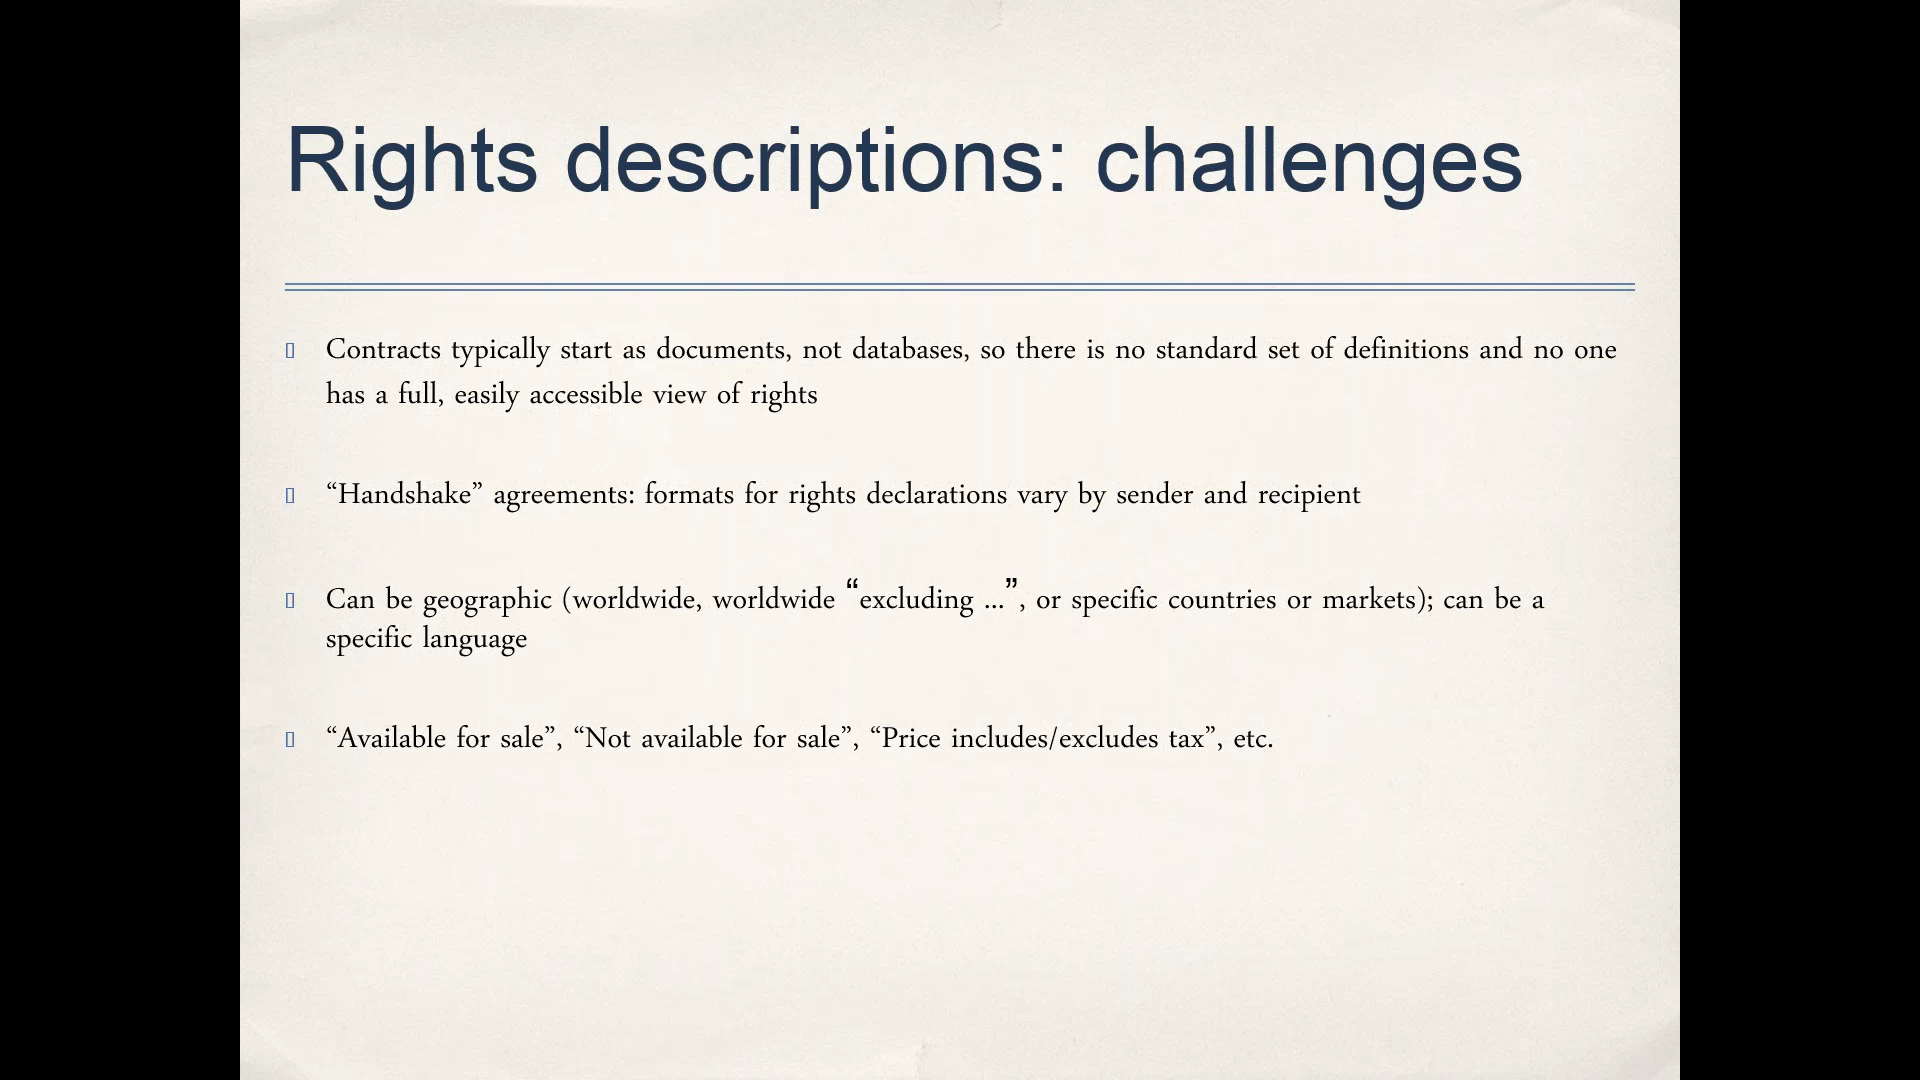 Rights descriptions: challenges
Contracts typically start as documents, not databases, so there is no standard set of definitions and no one
has a full, easily accessible view of rights
“Handshake” agreements: formats for rights declarations vary by sender and recipient
Can be geographic (worldwide, worldwide “excluding ...”, or specific countries or markets); can be a
specific language
“Available for sale”, “Not available for sale”, “Price includes/excludes tax”, etc.